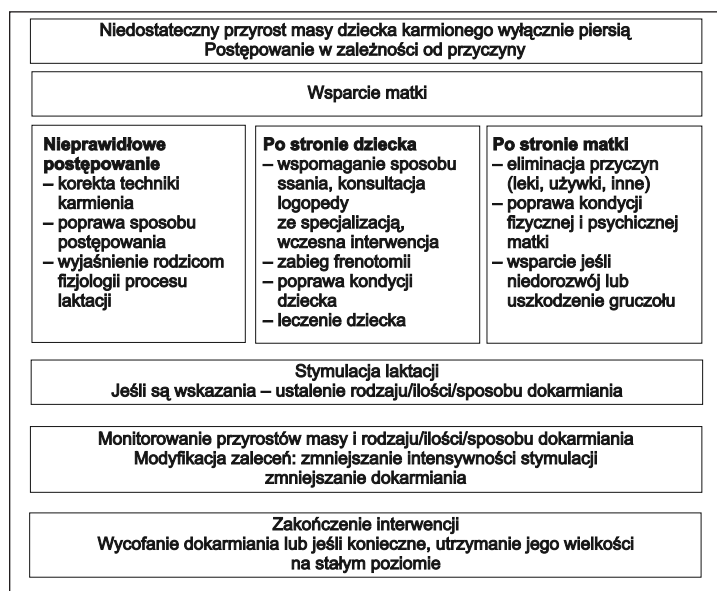 Niedostateczny przyrost masy dziecka karmionego wyłącznie piersią
Postępowanie w zależności od przyczyny
Wsparcie matki
Nieprawidłowe
postępowanie
– korekta techniki
karmienia
– poprawa sposobu
postępowania
– wyjaśnienie rodzicom
fizjologii procesu
laktacji
Po stronie dziecka
– wspomaganie sposobu
ssania, konsultacja
logopedy
ze specjalizacją,
wczesna interwencja
– zabieg frenotomii
– poprawa kondycji
dziecka
– leczenie dziecka
Po stronie matki
– eliminacja przyczyn
(leki, używki, inne)
– poprawa kondycji
fizycznej i psychicznej
matki
– wsparcie jeśli
niedorozwój lub
uszkodzenie gruczołu
Stymulacja laktacji
Jeśli są wskazania – ustalenie rodzaju/ilości/sposobu dokarmiania
Monitorowanie przyrostów masy i rodzaju/ilości/sposobu dokarmiania
Modyfikacja zaleceń: zmniejszanie intensywności stymulacji
zmniejszanie dokarmiania
Zakończenie interwencji
Wycofanie dokarmiania lub jeśli konieczne, utrzymanie jego wielkości
na stałym poziomie